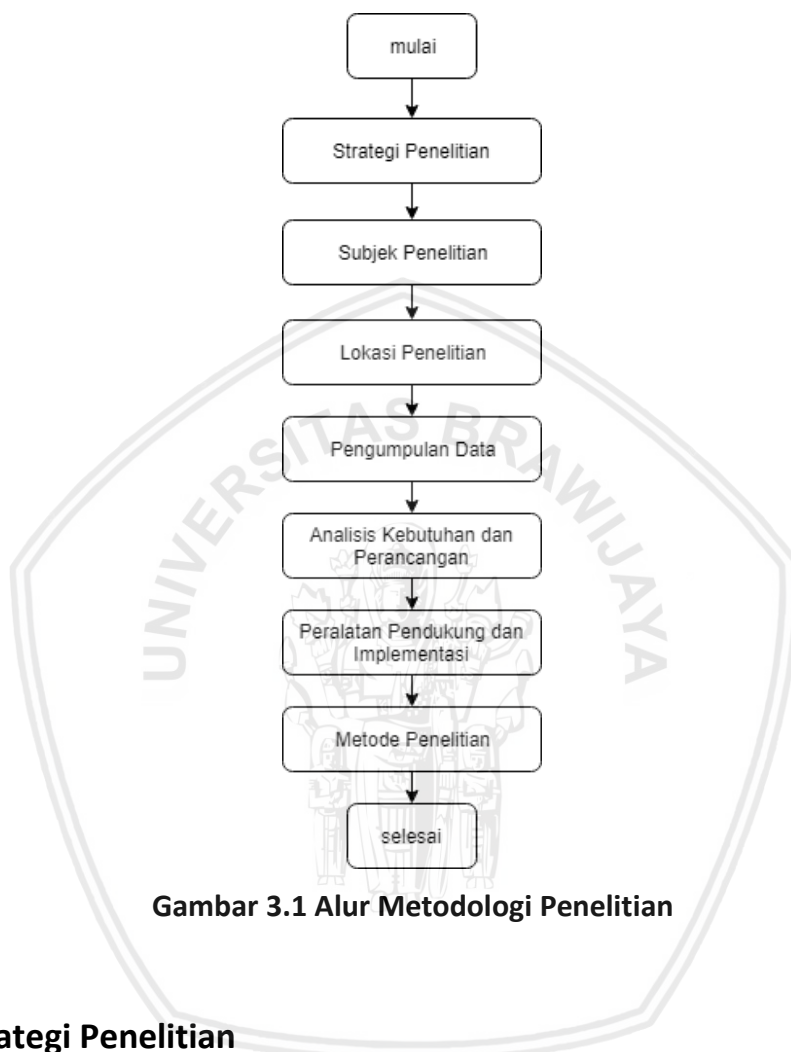 mulai
Strategi Penelitian
Subjek Penelitian
Lokasi Penelitian
UNIVERSITAS BRAWIJAYA
Pengumpulan Data
Analisis Kebutuhan dan
Perancangan
Peralatan Pendukung dan
Implementasi
Metode Penelitian
selesai
Gambar 3.1 Alur Metodologi Penelitian
ategi Penelitian